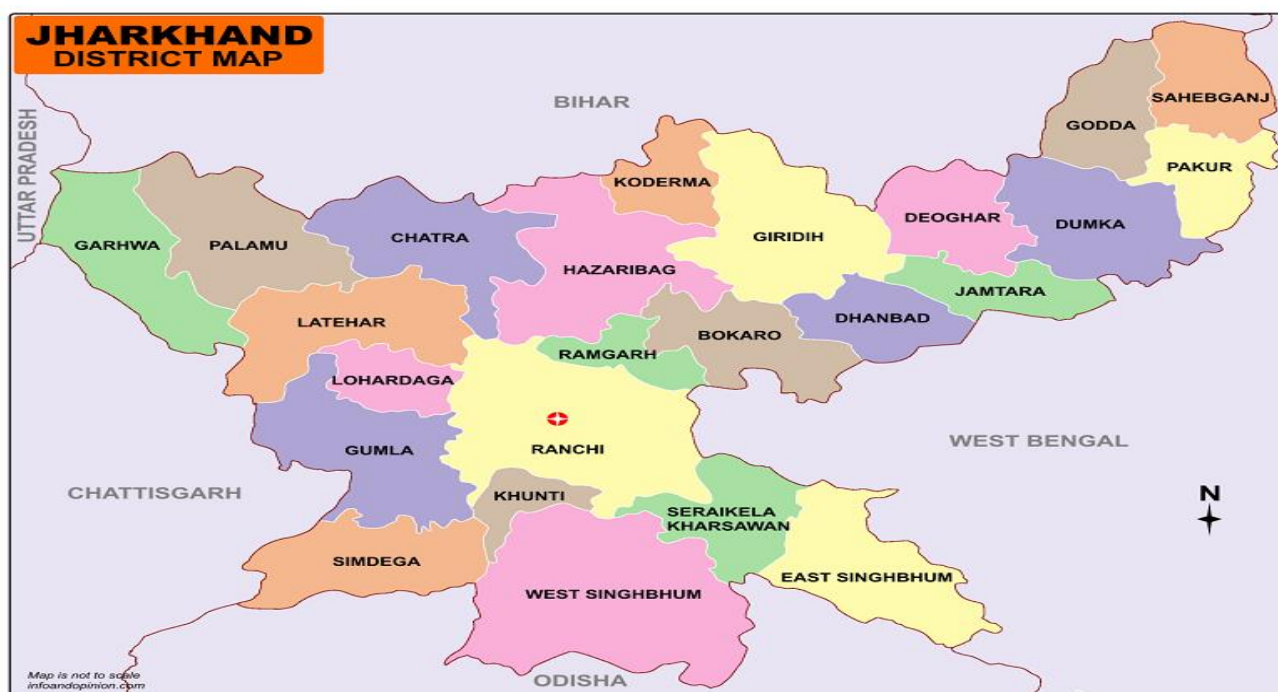 JHARKHAND
DISTRICT MAP
BIHAR
UTTAR PRADESH
SAHEBGANJ
GODDA
PAKUR
KODERMA
DEOGHAR
DUMKA
GARHWA
PALAMU
CHATRA
GIRIDIH
HAZARIBAG
JAMTARA
LATEHAR
DHANBAD
BOKARO
RAMGARH
LOHARDAGA
WEST BENGAL
GUMLA
RANCHI
CHATTISGARH
KHUNTI
N
SERAIKELA
KHARSAWAN
SIMDEGA
EAST SINGHBHUM
WEST SINGHBHUM
ODISHA
Map is not to scale
infoandopinion.com